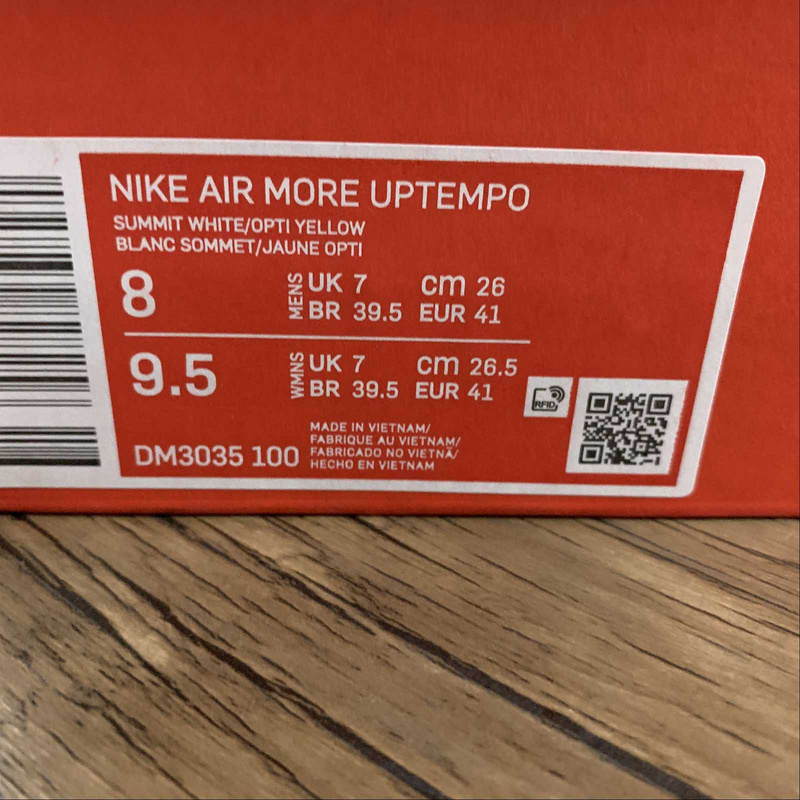 NIKE AIR MORE UPTEMPO
SUMMIT WHITE/OPTI YELLOW
BLANC SOMMET/JAUNE OPTI
8 MENS UK 7 cm 26
BR 39.5 EUR 41
9.5 WMNS UK 7 cm 26.5
BR 39.5 EUR 41
RFID
DM3035 100
MADE IN VIETNAM/
FABRIQUE AU VIETNAM/
FABRICADO NO VIETNÃ/
HECHO EN VIETNAM